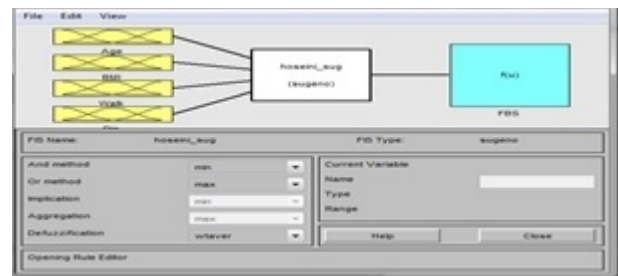 File Edit View
Age
BMI
Walk
hoseini_sug
(sugeno)
f(u)
FBS
FIS Name: hoseini_sug
FIS Type: sugeno
And method min
Or method max
Implication min
Aggregation max
Defuzzification wtaver
Current Variable
Name
Type
Range
Help Close
Opening Rule Editor